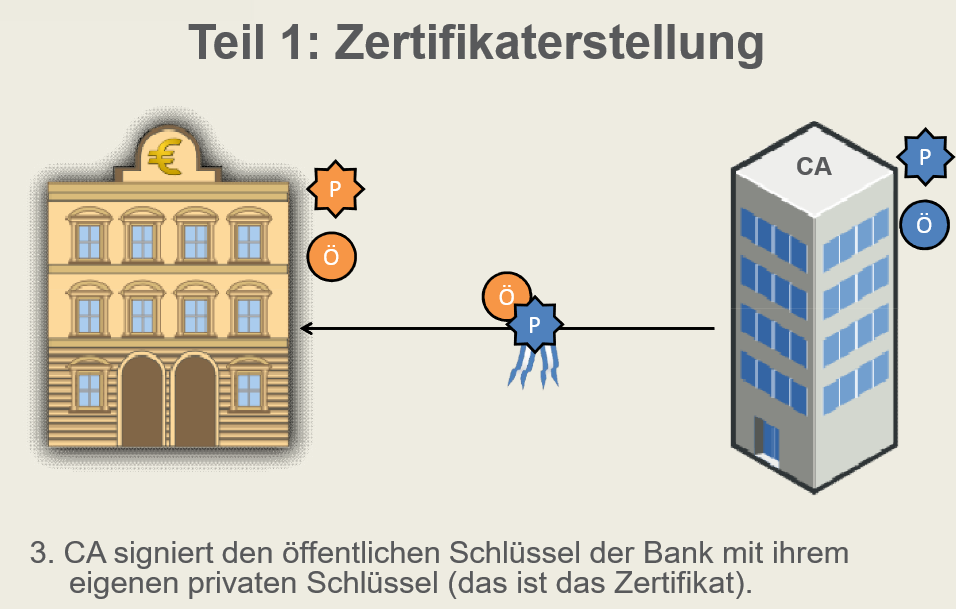 Teil 1: Zertifikaterstellung
€
P
Ö
CA
P
Ö
Ö
P
3. CA signiert den öffentlichen Schlüssel der Bank mit ihrem
eigenen privaten Schlüssel (das ist das Zertifikat).